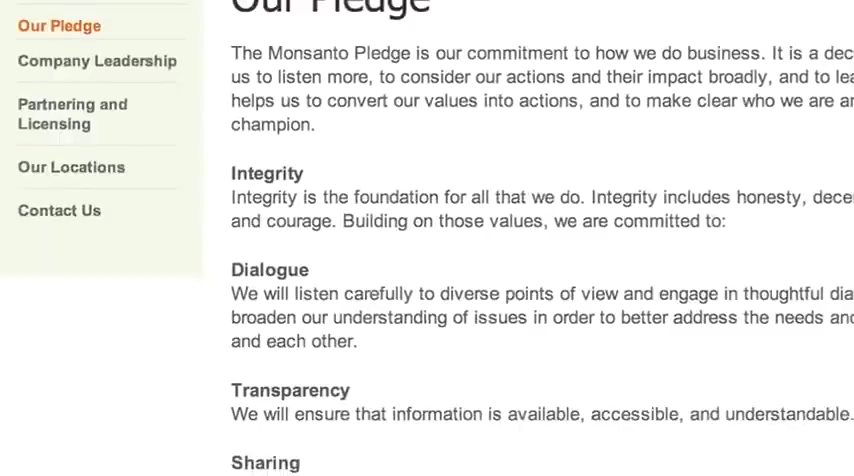 Our Pledge
Our Pledge
Company Leadership
Partnering and
Licensing
Our Locations
Contact Us
The Monsanto Pledge is our commitment to how we do business. It is a
us to listen more, to consider our actions and their impact broadly, and to
helps us to convert our values into actions, and to make clear who we are
champion.
Integrity
Integrity is the foundation for all that we do. Integrity includes honesty,
and courage. Building on those values, we are committed to:
Dialogue
We will listen carefully to diverse points of view and engage in thoughtful
broaden our understanding of issues in order to better address the needs
and each other.
Transparency
We will ensure that information is available, accessible, and understandable.
Sharing